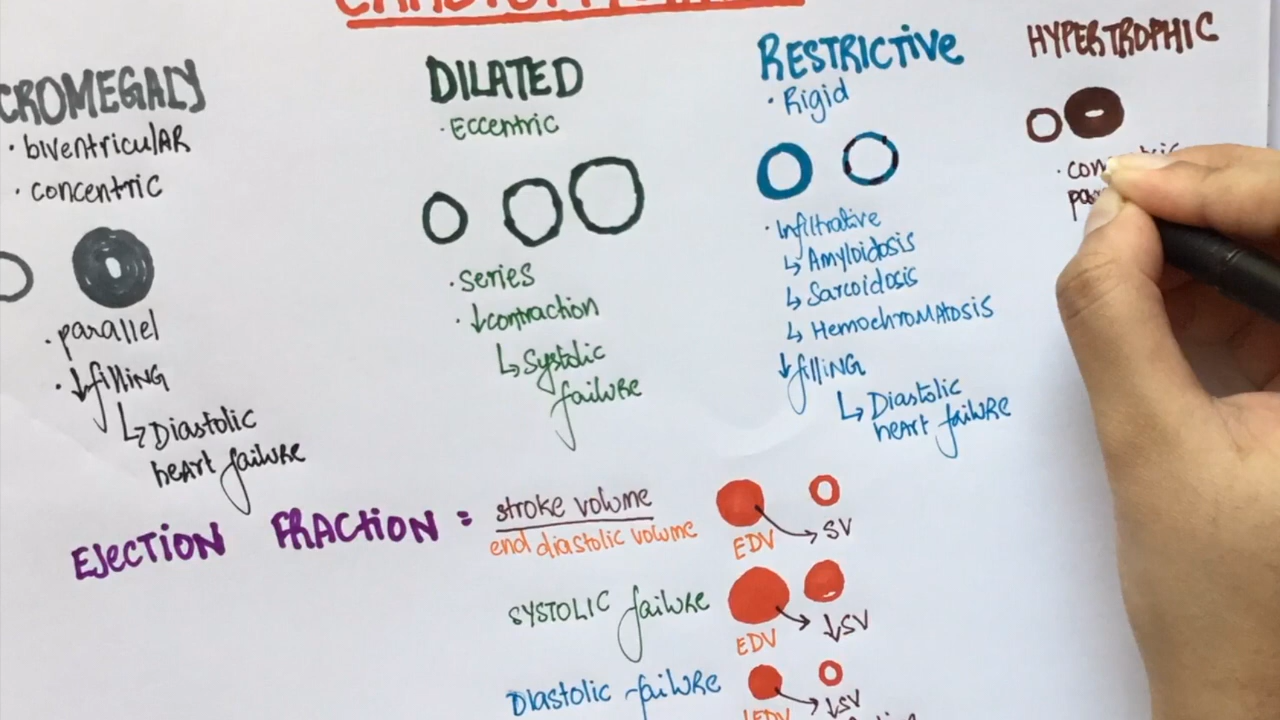 CROMEGALY
• biventriculAR
• concentric
• parallel
• ↓ filliNG
↳ Diastolic
heart failure
DILATED
• Eccentric
• series
• ↓ contraction
↳ Systolic
failure
RESTRICTIVE
• Rigid
• Infiltrative
↳ Amyloidosis
↳ Sarcoidosis
↳ HemochroMAtosis
↓ filliNG
↳ Diastolic
heart failure
HYPERTROPHIC
EJECTION FRACTION =
stroke volume
end diastolic volume
EDV → SV
SYSTOLIC failure
EDV → ↓SV
Diastolic failure
↓EDV → ↓SV